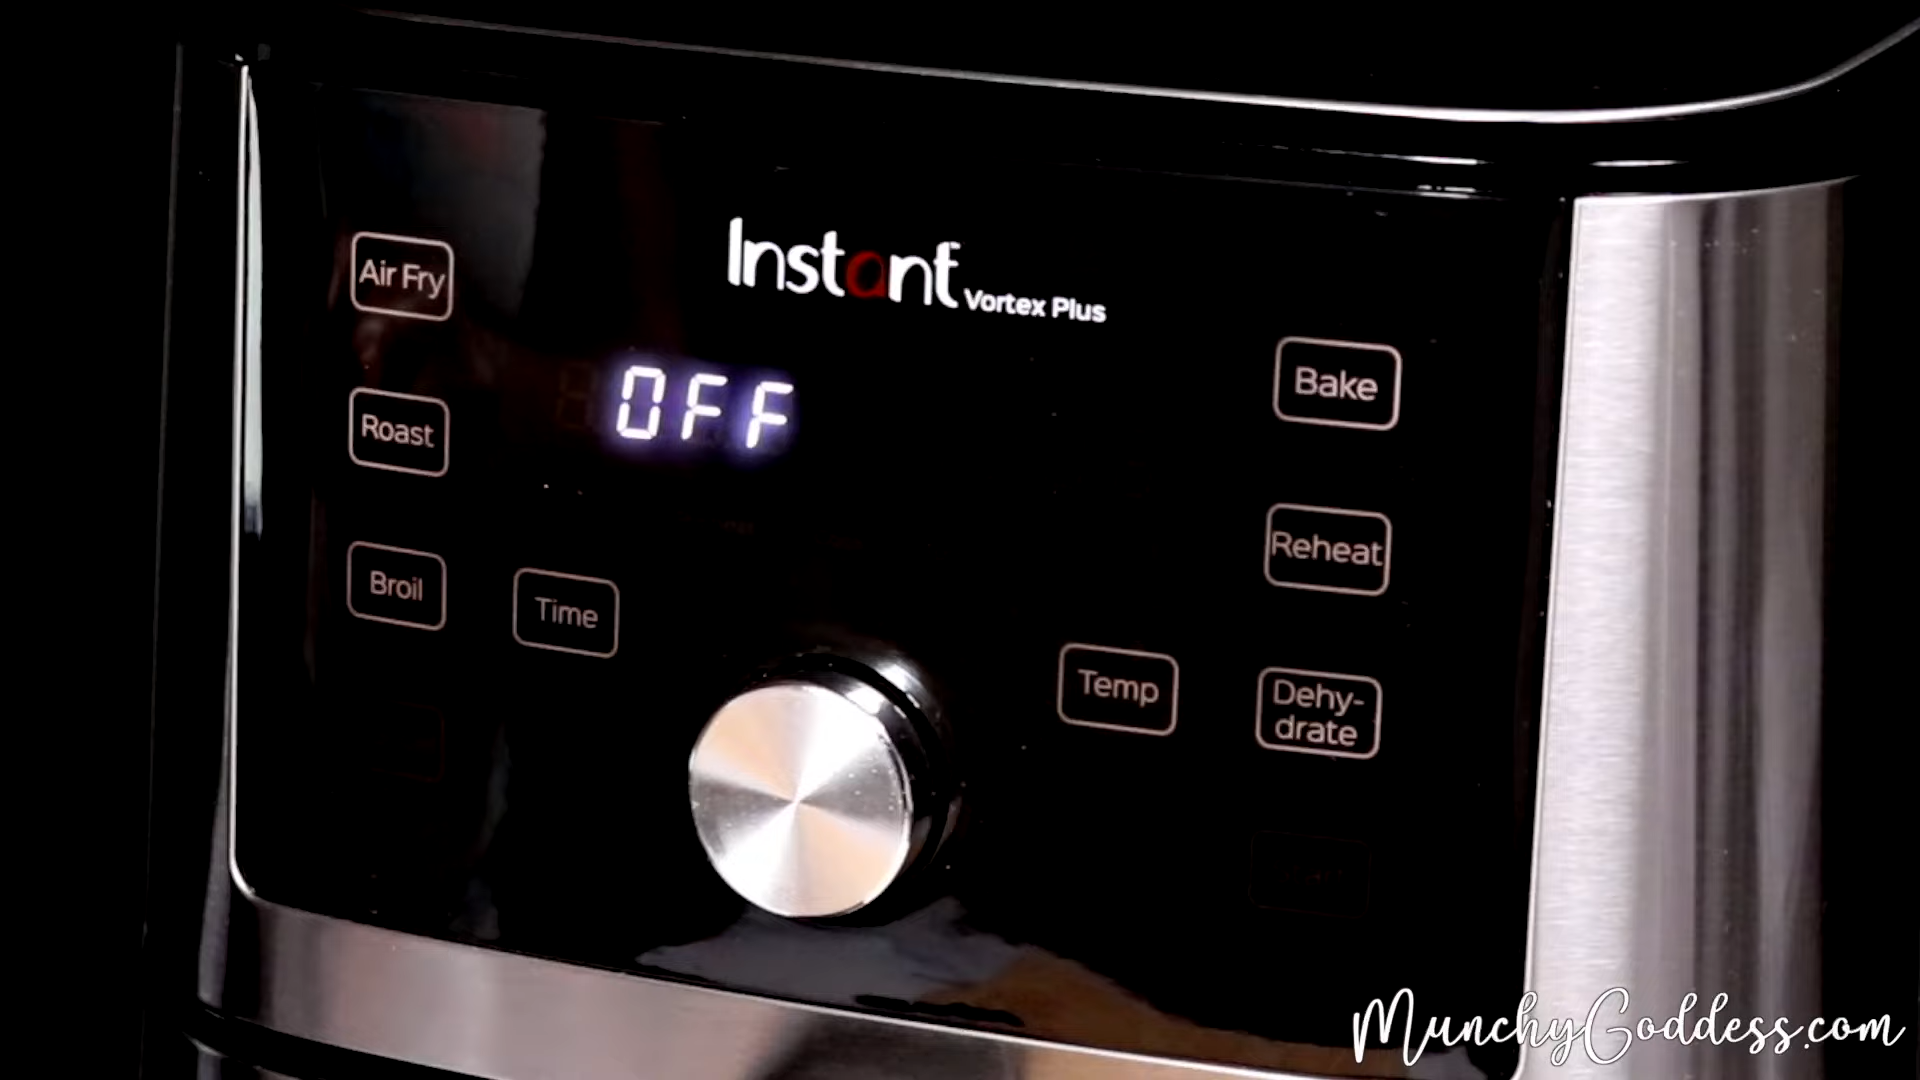 Instant Vortex Plus
Air Fry
OFF
Bake
Roast
Reheat
Broil
Time
Temp
Dehy-
drate
MunchyGoddess.com